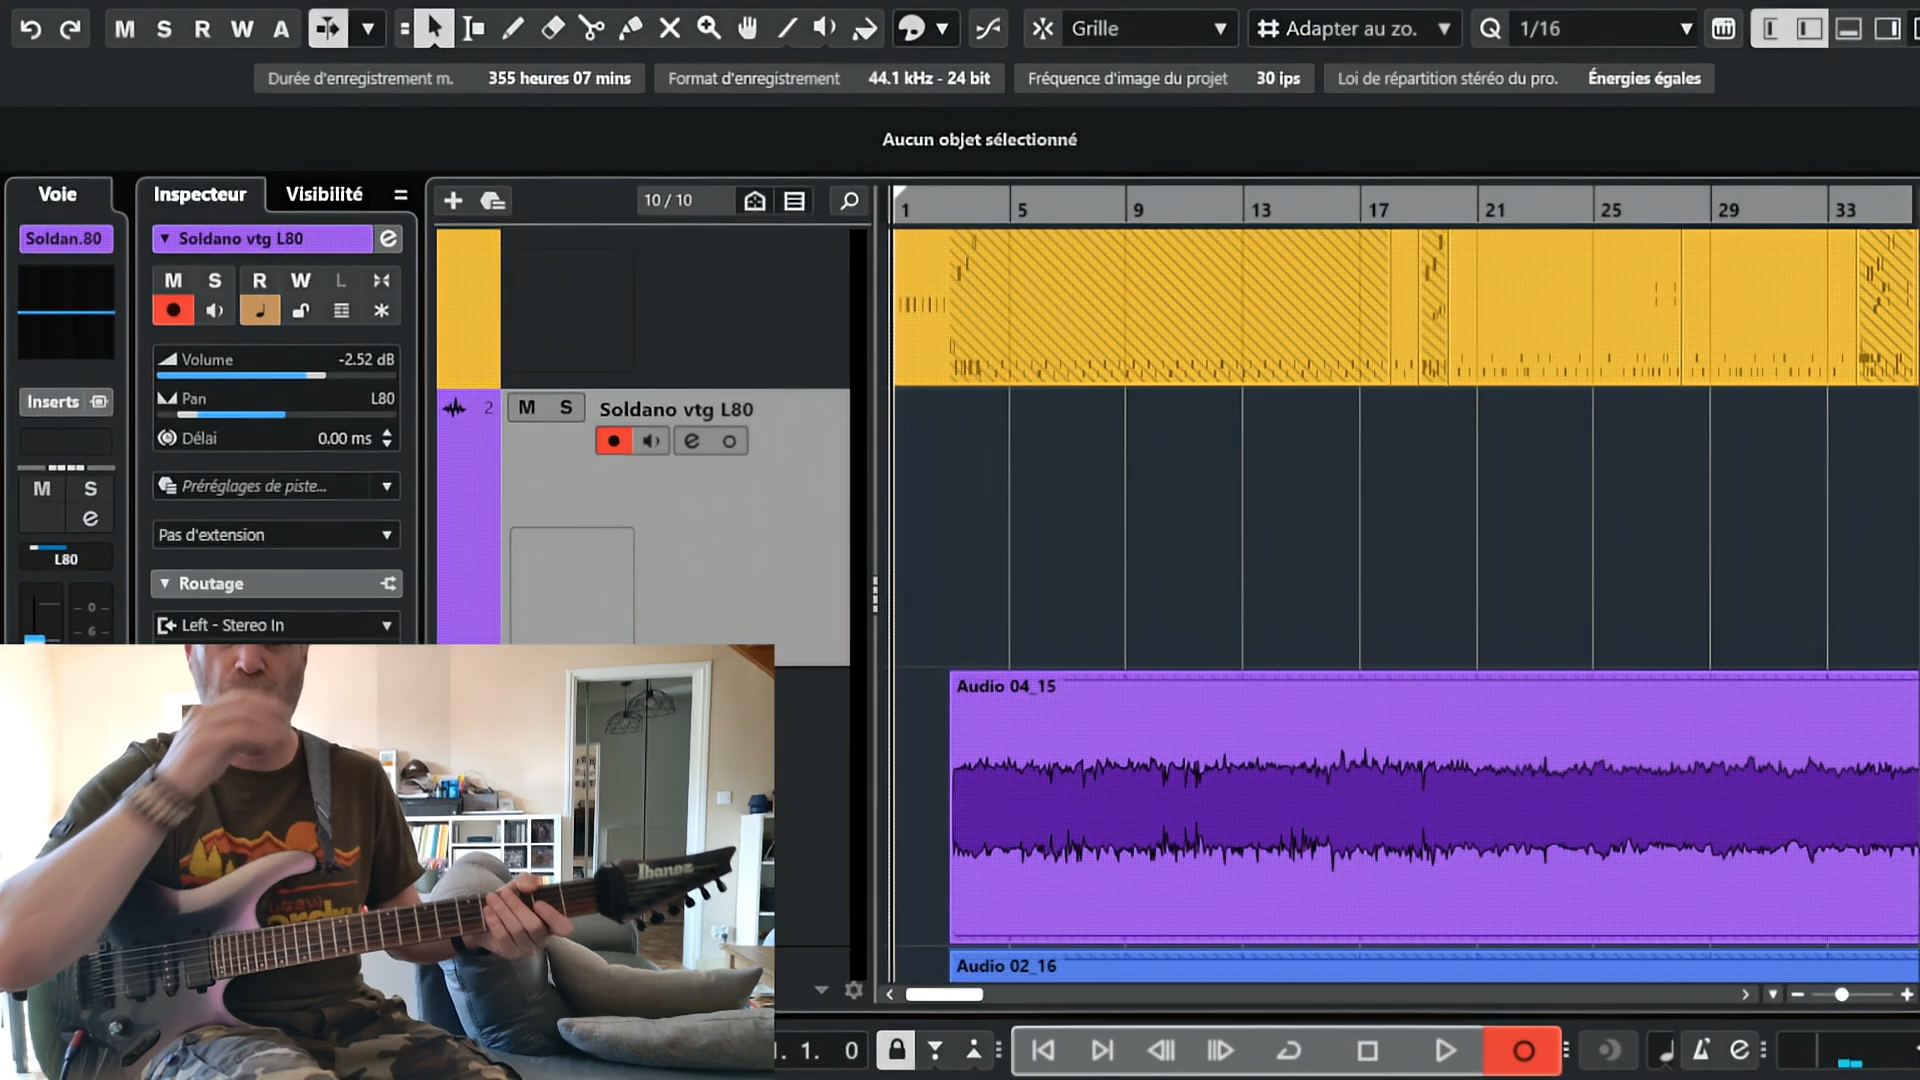 M S R W A
Grille
Adapter au zo.
1/16
Durée d'enregistrement m. 355 heures 07 mins
Format d'enregistrement 44.1 kHz - 24 bit
Fréquence d'image du projet 30 ips
Loi de répartition stéréo du pro. Énergies égales
Aucun objet sélectionné
Voie
Inspecteur
Visibilité
10 / 10
1 5 9 13 17 21 25 29 33
Soldan.80
Soldano vtg L80
M S R W L
Volume -2.52 dB
Pan L80
Délai 0.00 ms
Inserts
M S
L80
0
6
Préréglages de piste...
Pas d'extension
Routage
Left - Stereo In
2 M S Soldano vtg L80
Audio 04_15
Audio 02_16
Ibanez
1. 1. 0